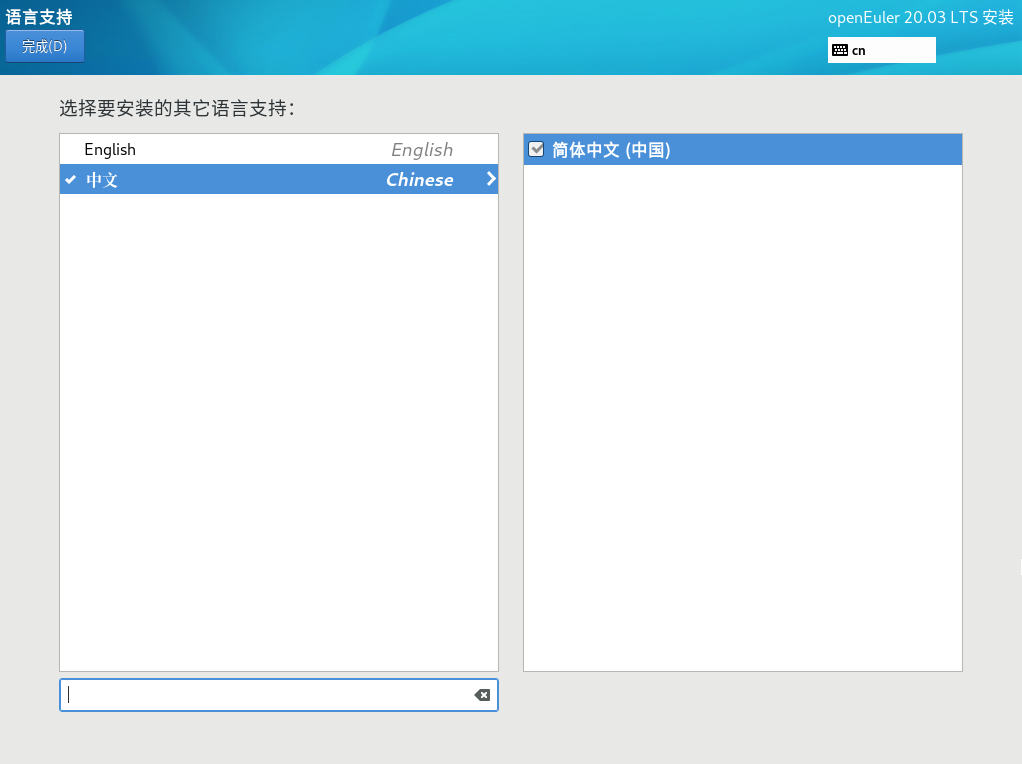 语言支持
openEuler 20.03 LTS 安装
完成(D)
cn
选择要安装的其它语言支持：
English English
中文 Chinese
简体中文 (中国)